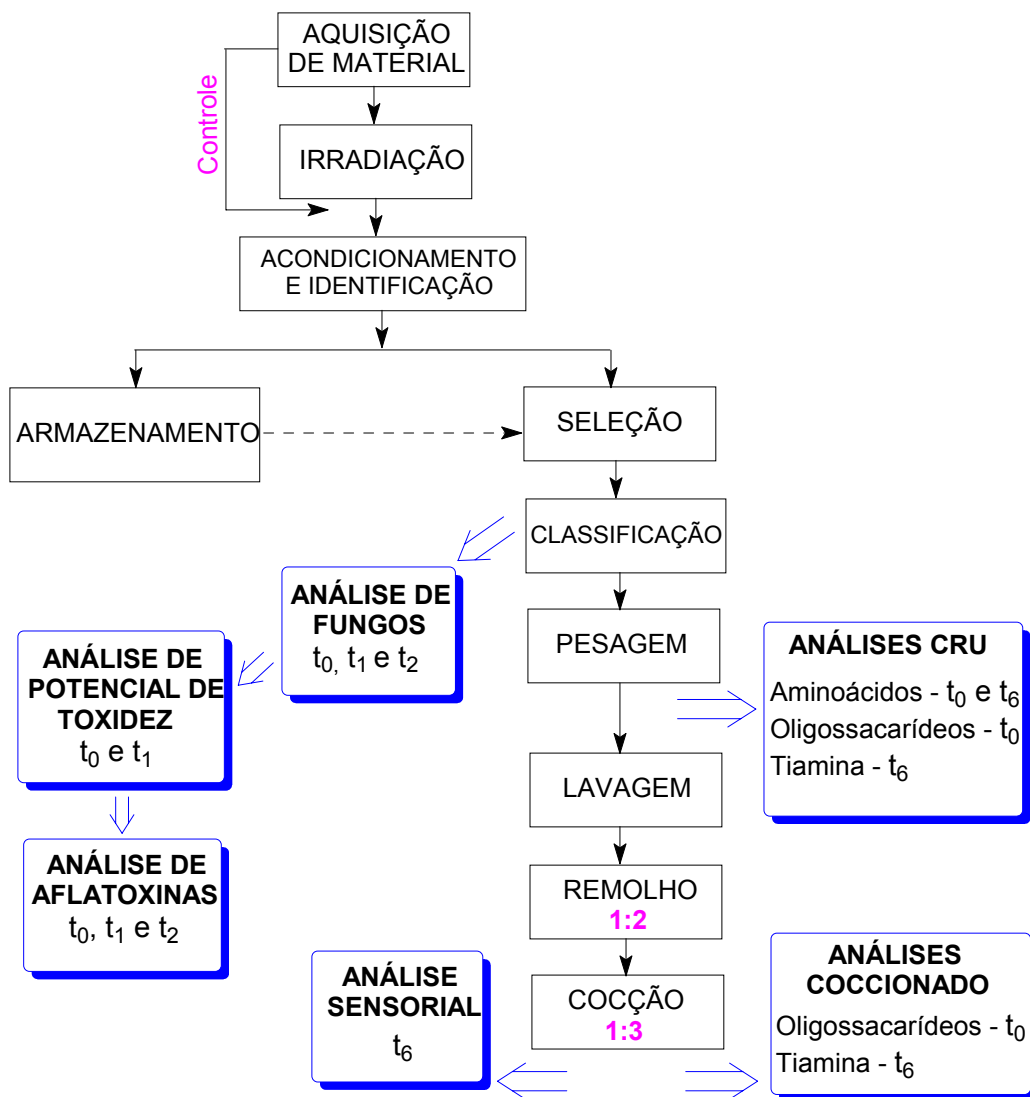 AQUISIÇÃO
DE MATERIAL
Controle
IRRADIAÇÃO
ACONDICIONAMENTO
E IDENTIFICAÇÃO
ARMAZENAMENTO
SELEÇÃO
CLASSIFICAÇÃO
ANÁLISE DE
FUNGOS
t0, t1 e t2
PESAGEM
ANÁLISE DE
POTENCIAL DE
TOXIDEZ
t0 e t1
ANÁLISES CRU
Aminoácidos - t0 e t6
Oligossacarídeos - t0
Tiamina - t6
LAVAGEM
ANÁLISE DE
AFLATOXINAS
t0, t1 e t2
REMOLHO
1:2
ANÁLISE
SENSORIAL
t6
COCÇÃO
1:3
ANÁLISES
COCCIONADO
Oligossacarídeos - t0
Tiamina - t6